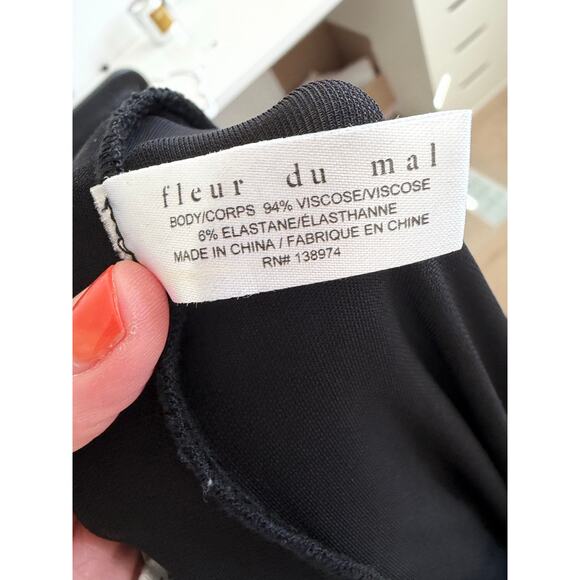 fleur du mal
BODY/CORPS 94% VISCOSE/VISCOSE
6% ELASTANE/ÉLASTHANNE
MADE IN CHINA / FABRIQUE EN CHINE
RN# 138974